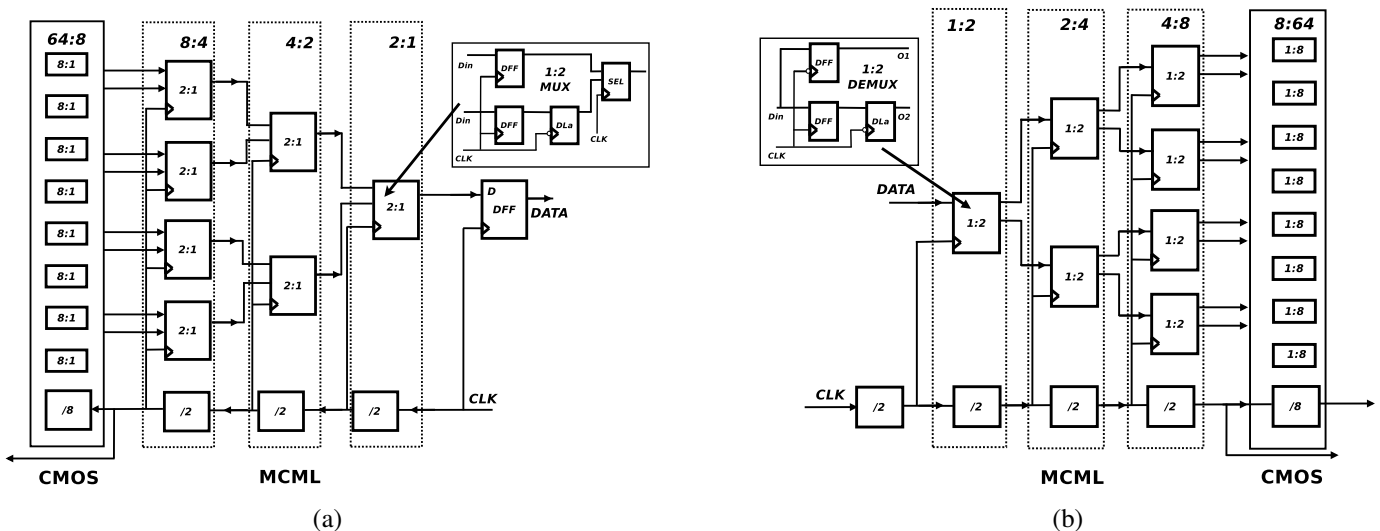 64:8
8:1
8:1
8:1
8:1
8:1
8:1
8:1
8:1
/8
CMOS
8:4
2:1
2:1
2:1
2:1
/2
4:2
2:1
2:1
/2
MCML
2:1
2:1
/2
CLK
D
DFF
DATA
Din
DFF
1:2
MUX
SEL
Din
DFF
DLa
CLK
CLK
(a)
DFF
O1
1:2
DEMUX
Din
DFF
DLa
O2
CLK
DATA
CLK
/2
1:2
1:2
/2
2:4
1:2
1:2
/2
MCML
4:8
1:2
1:2
1:2
1:2
/2
8:64
1:8
1:8
1:8
1:8
1:8
1:8
1:8
1:8
/8
CMOS
(b)